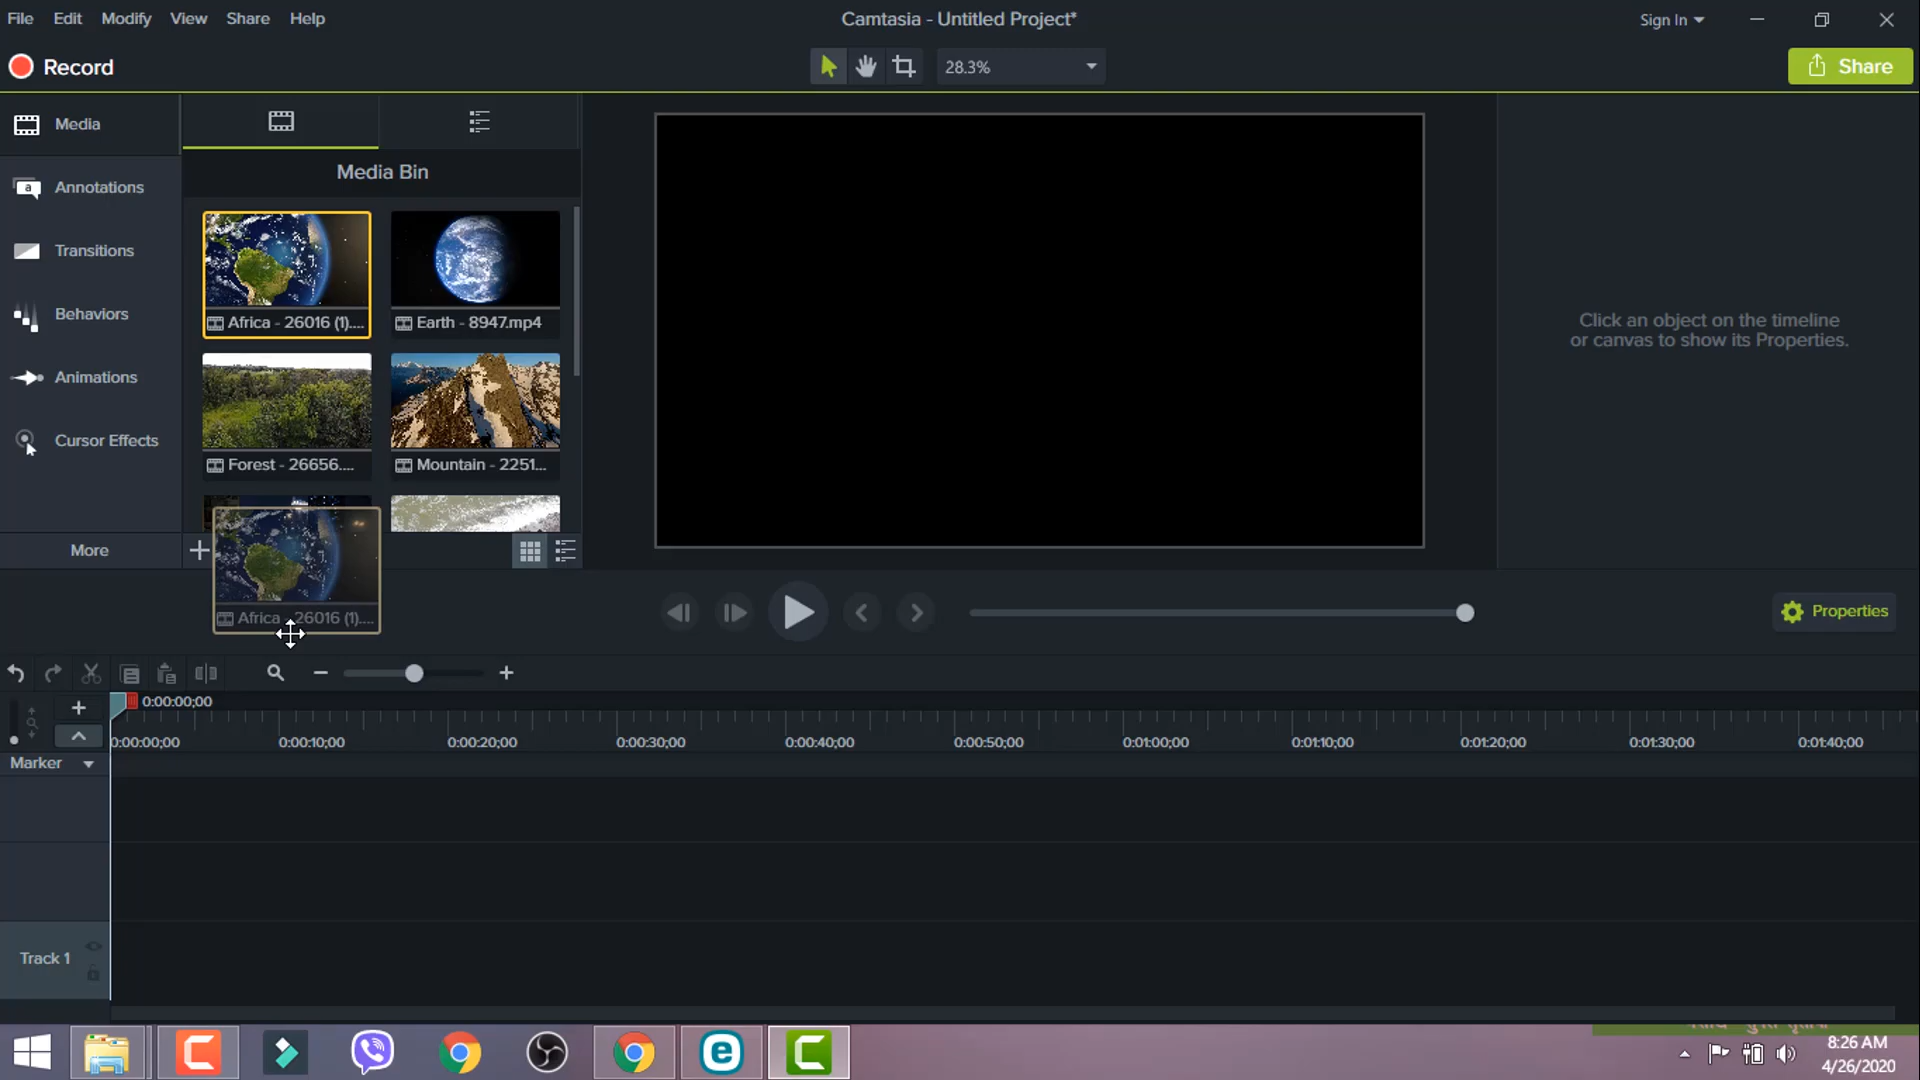 File Edit Modify View Share Help
Camtasia - Untitled Project*
Sign In
Record
28.3%
Share
Media
Annotations
Transitions
Behaviors
Animations
Cursor Effects
More
Media Bin
Africa - 26016 (1)....
Earth - 8947.mp4
Forest - 26656....
Mountain - 2251...
Africa - 26016 (1)....
Click an object on the timeline
or canvas to show its Properties.
Properties
0:00:00;00
0:00:00;00 0:00:10;00 0:00:20;00 0:00:30;00 0:00:40;00 0:00:50;00 0:01:00;00 0:01:10;00 0:01:20;00 0:01:30;00 0:01:40;00
Marker
Track 1
8:26 AM
4/26/2020